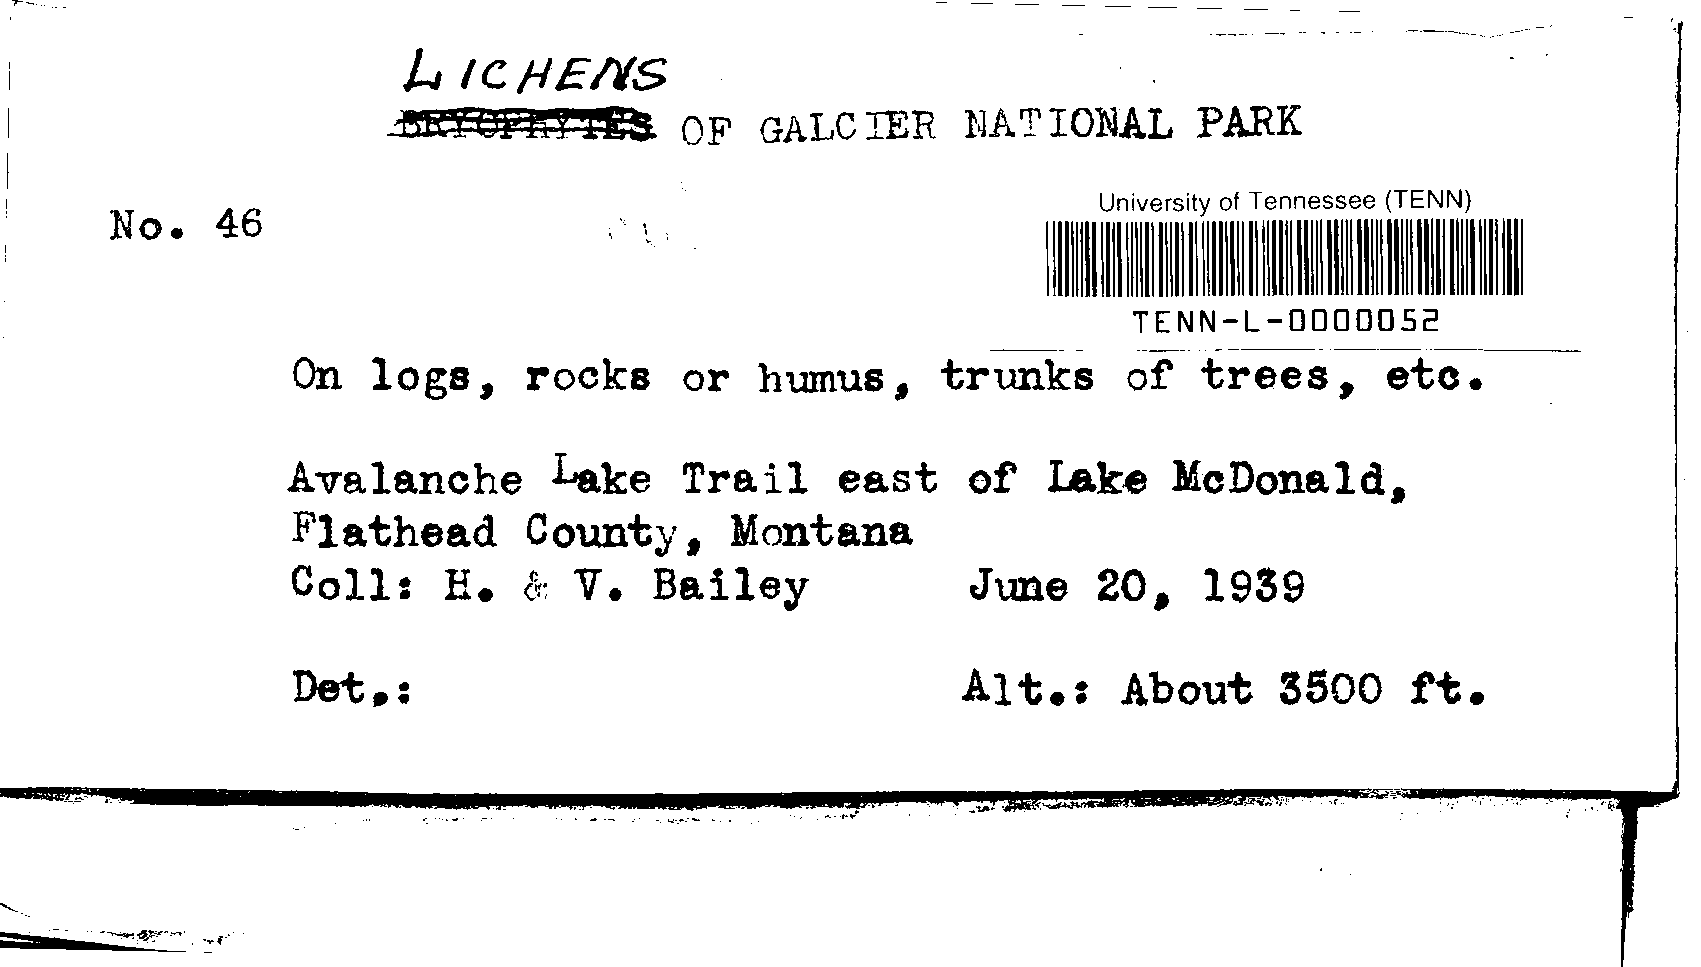 LICHENS
BRYOPHYTES OF GALCIER NATIONAL PARK
University of Tennessee (TENN)
No. 46
TENN-L-0000052
On logs, rocks or humus, trunks of trees, etc.
Avalanche Lake Trail east of Lake McDonald,
Flathead County, Montana
Coll: H. & V. Bailey June 20, 1939
Det.: Alt.: About 3500 ft.